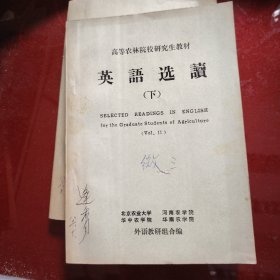 高等农林院校研究生教材
英語选讀
(下)
SELECTED READINGS IN ENGLISH
for the Graduate Students of Agriculture
(Vol. II)
北京农业大学 河南农学院
华中农学院 华南农学院
外语教研组合编